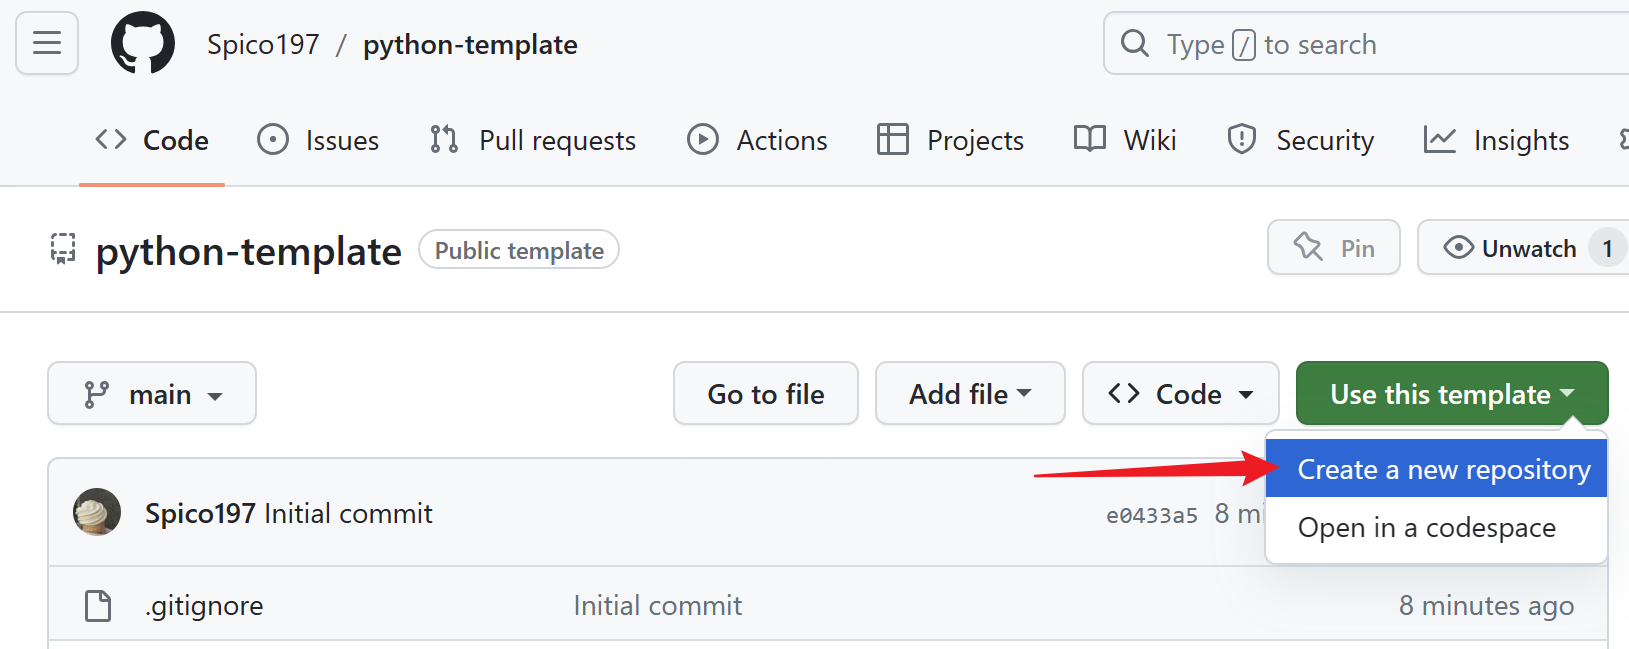 Spico197 / python-template
Type / to search
Code Issues Pull requests Actions Projects Wiki Security Insights
python-template Public template Pin Unwatch 1
main Go to file Add file Code Use this template
Create a new repository
Spico197 Initial commit e0433a5 8 mi
Open in a codespace
.gitignore Initial commit 8 minutes ago